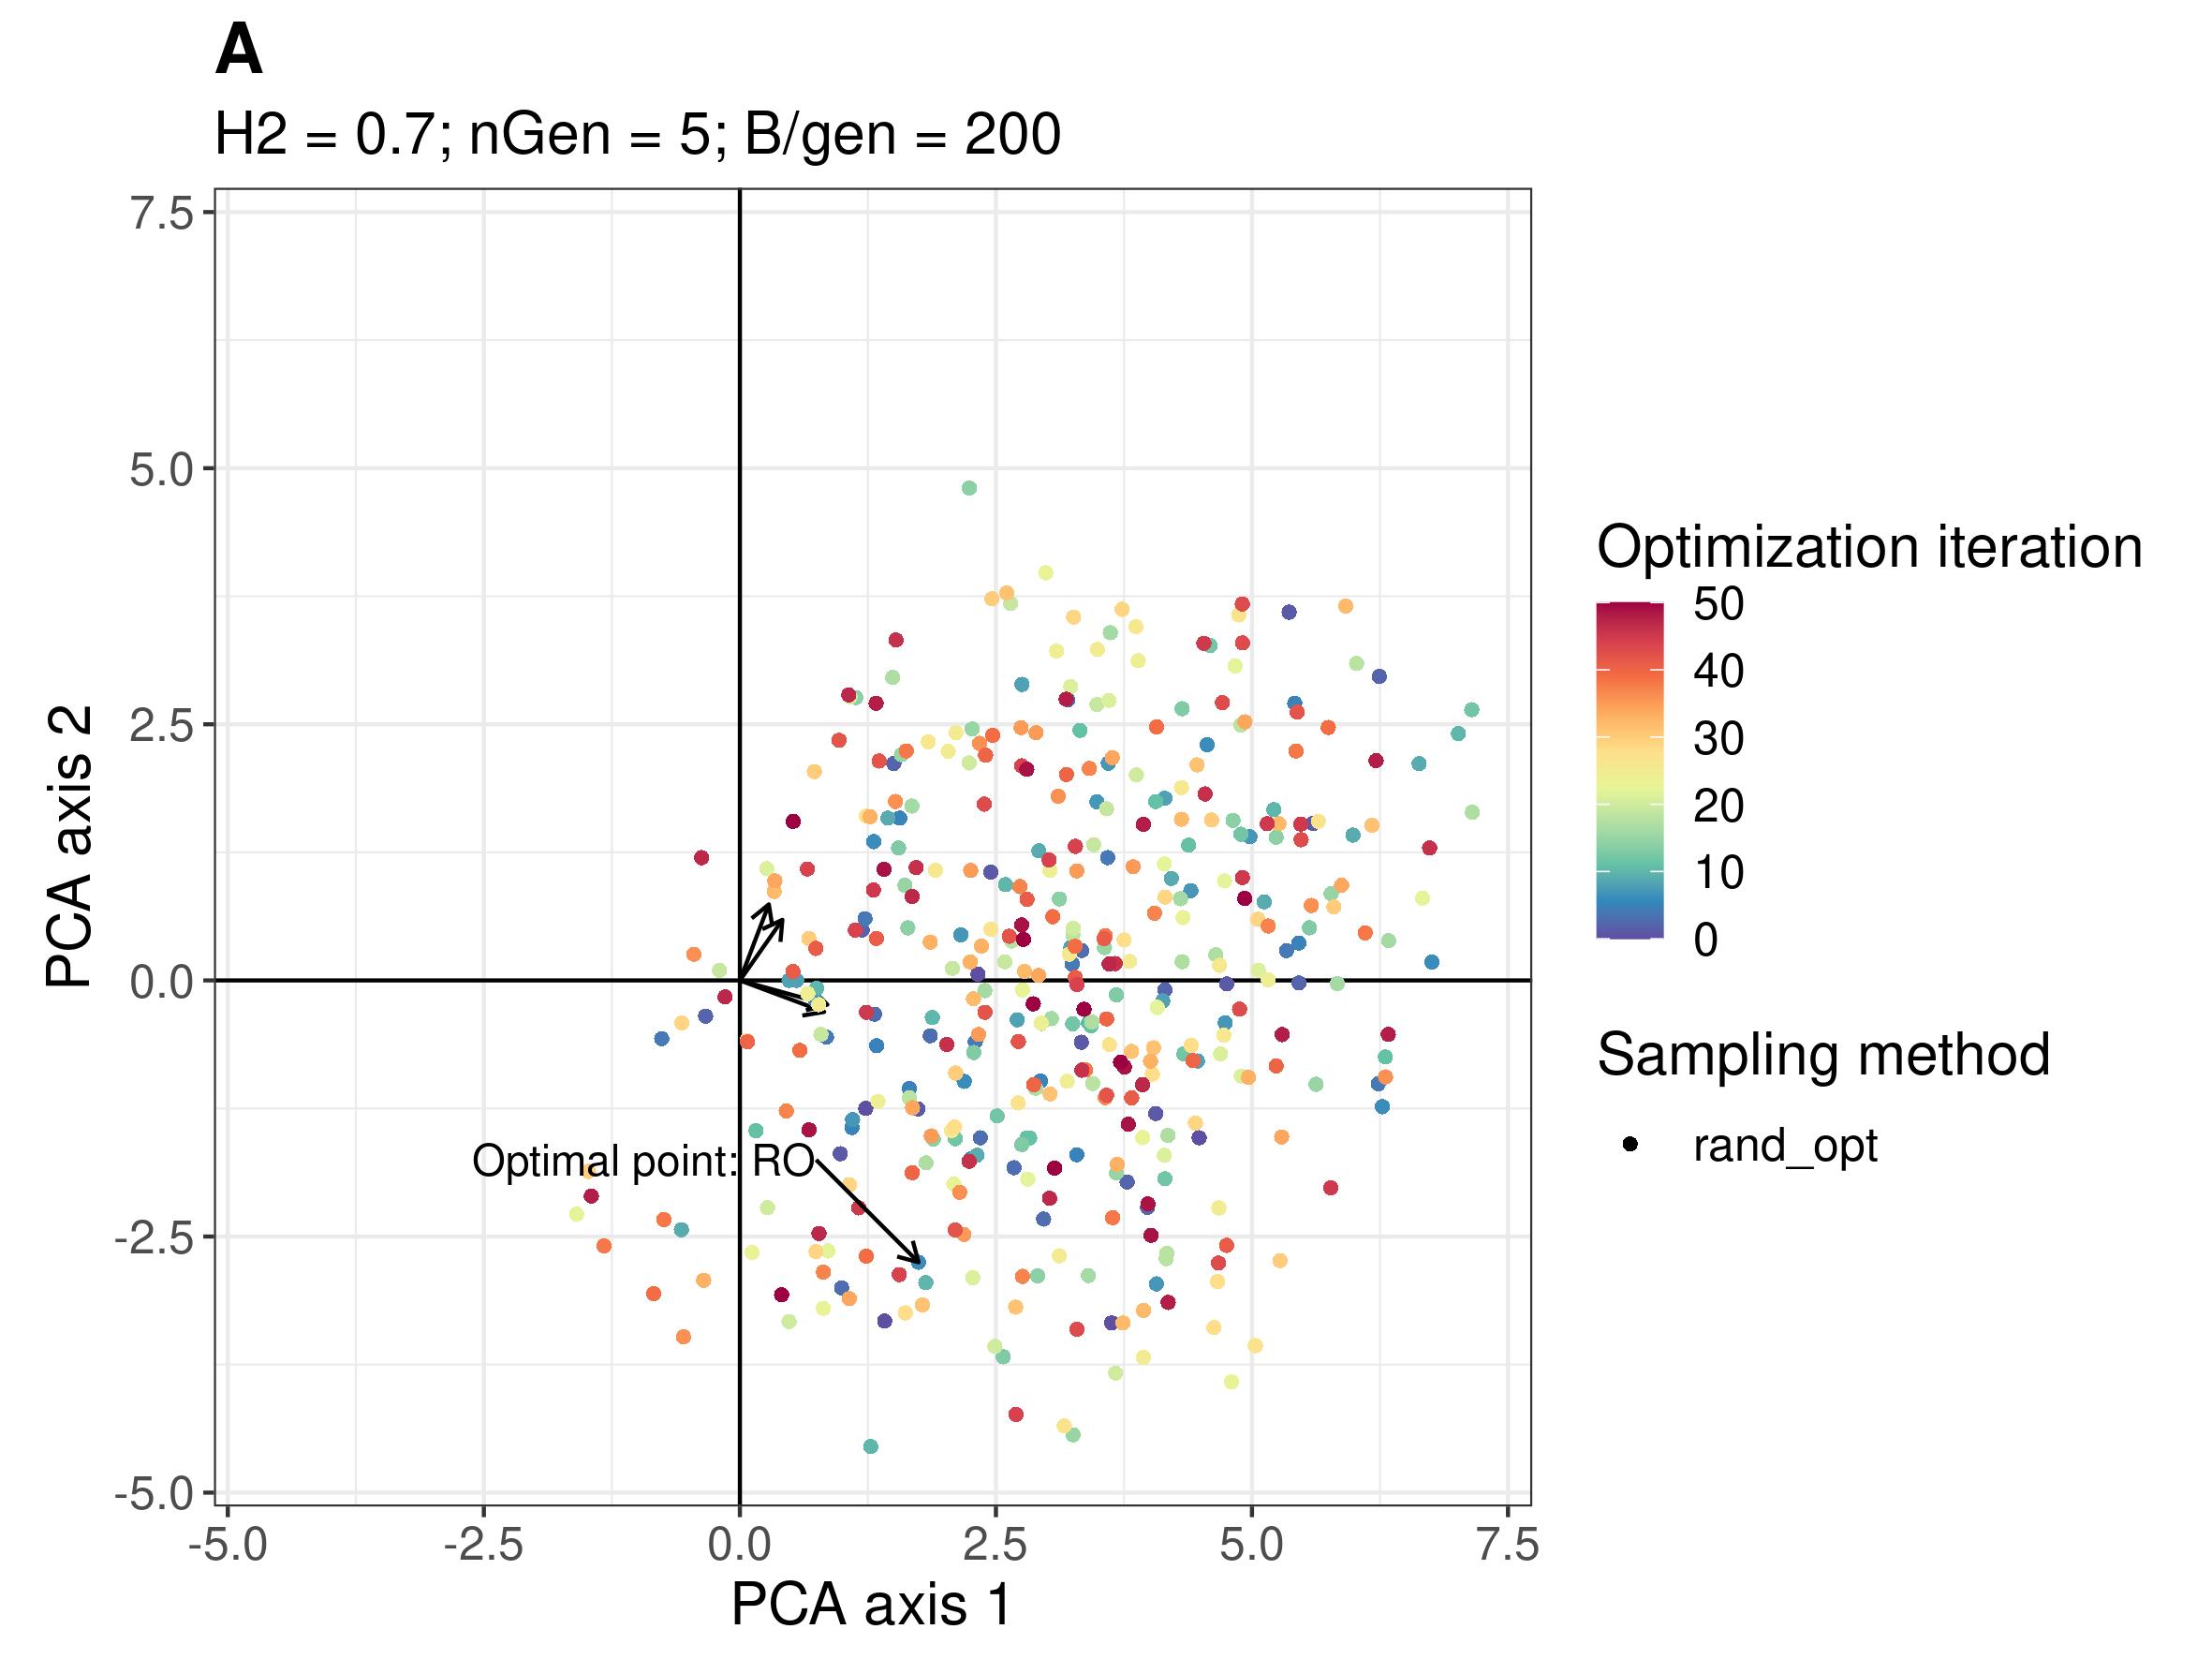 A
H2 = 0.7; nGen = 5; B/gen = 200
7.5
5.0
2.5
0.0
-2.5
-5.0
PCA axis 2
Optimal point: RO
-5.0
-2.5
0.0
2.5
5.0
7.5
PCA axis 1
Optimization iteration
50
40
30
20
10
0
Sampling method
rand_opt